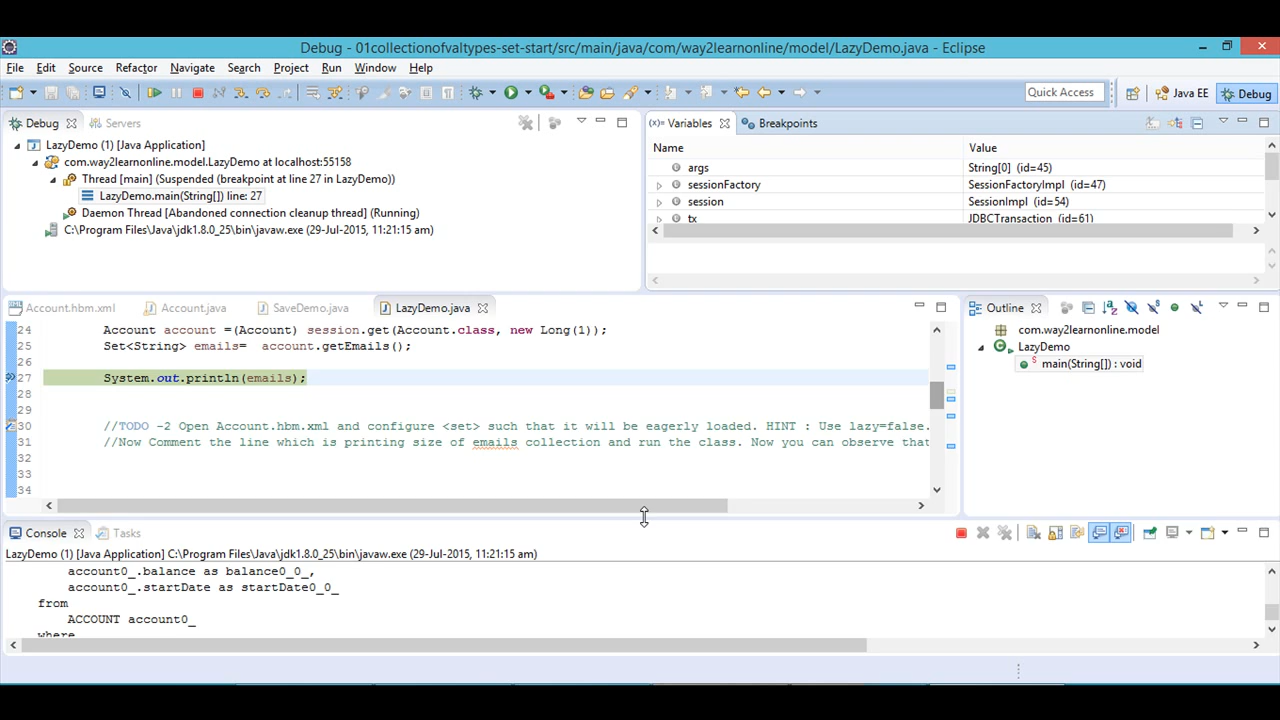 Debug - 01collectionofvaltypes-set-start/src/main/java/com/way2learnonline/model/LazyDemo.java - Eclipse
File Edit Source Refactor Navigate Search Project Run Window Help
Quick Access Java EE Debug
Debug Servers
LazyDemo (1) [Java Application]
com.way2learnonline.model.LazyDemo at localhost:55158
Thread [main] (Suspended (breakpoint at line 27 in LazyDemo))
LazyDemo.main(String[]) line: 27
Daemon Thread [Abandoned connection cleanup thread] (Running)
C:\Program Files\Java\jdk1.8.0_25\bin\javaw.exe (29-Jul-2015, 11:21:15 am)
(x)= Variables Breakpoints
Name Value
args String[0] (id=45)
sessionFactory SessionFactoryImpl (id=47)
session SessionImpl (id=54)
tx JDBCTransaction (id=61)
Account.hbm.xml Account.java SaveDemo.java LazyDemo.java
24 Account account =(Account) session.get(Account.class, new Long(1));
25 Set<String> emails= account.getEmails();
26
27 System.out.println(emails);
28
29
30 //TODO -2 Open Account.hbm.xml and configure <set> such that it will be eagerly loaded. HINT : Use lazy=false.
31 //Now Comment the line which is printing size of emails collection and run the class. Now you can observe that
32
33
34
Outline
com.way2learnonline.model
LazyDemo
main(String[]) : void
Console Tasks
LazyDemo (1) [Java Application] C:\Program Files\Java\jdk1.8.0_25\bin\javaw.exe (29-Jul-2015, 11:21:15 am)
account0_.balance as balance0_0_,
account0_.startDate as startDate0_0_
from
ACCOUNT account0_
where